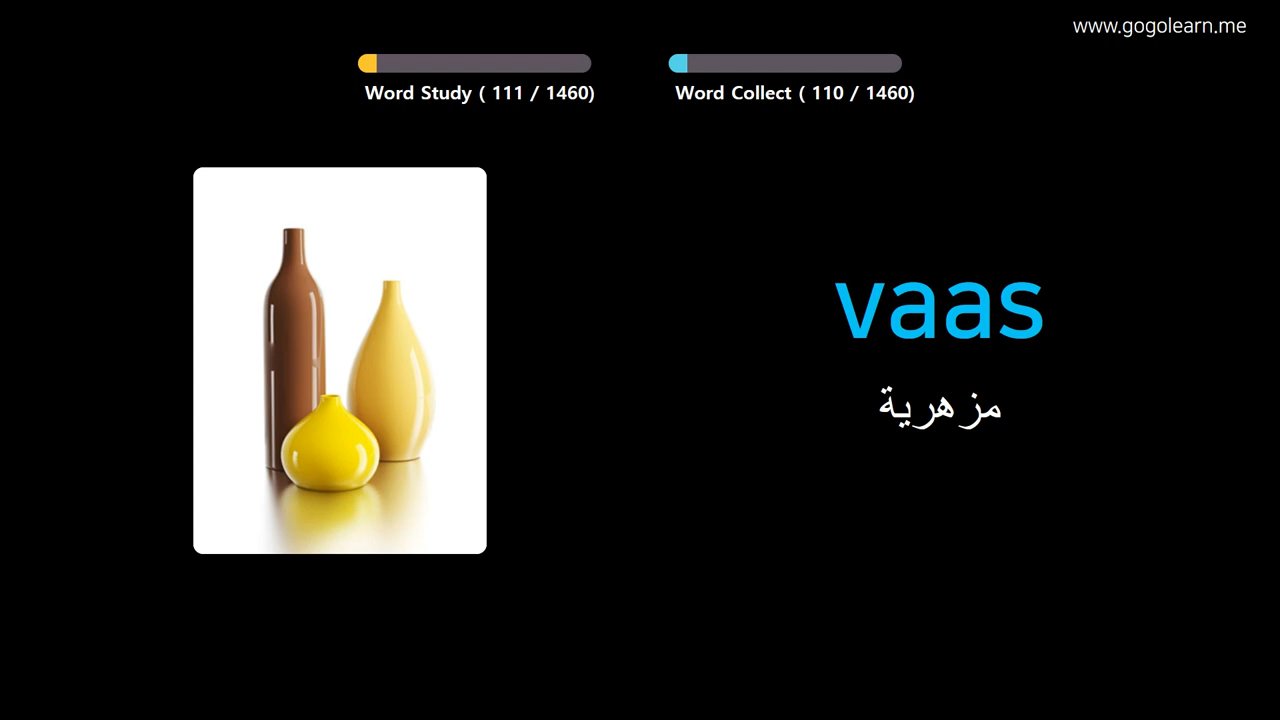 www.gogolearn.me
Word Study ( 111 / 1460)
Word Collect ( 110 / 1460)
vaas
مزهرية